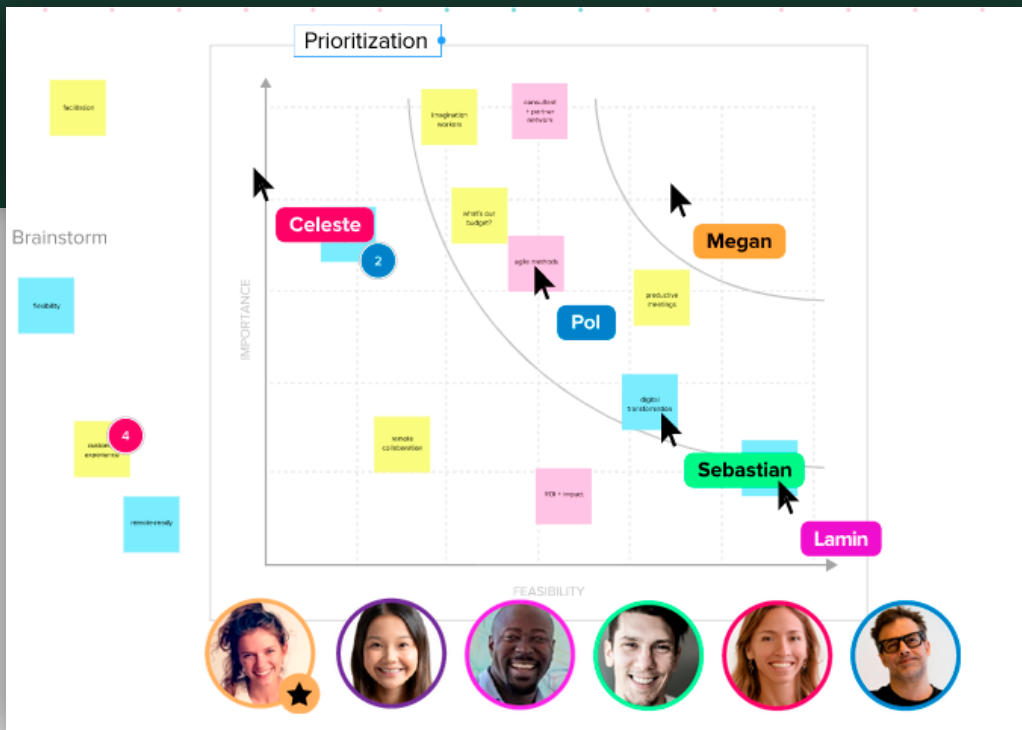 Prioritization
facilitation
imagination
workers
consultant
+ partner
network
what's our
budget?
Celeste
2
Brainstorm
agile methods
Megan
flexibility
productive
meetings
Pol
IMPORTANCE
digital
transformation
4
customer
experience
remote
collaboration
Sebastian
ROI + impact
remote-ready
Lamin
FEASIBILITY